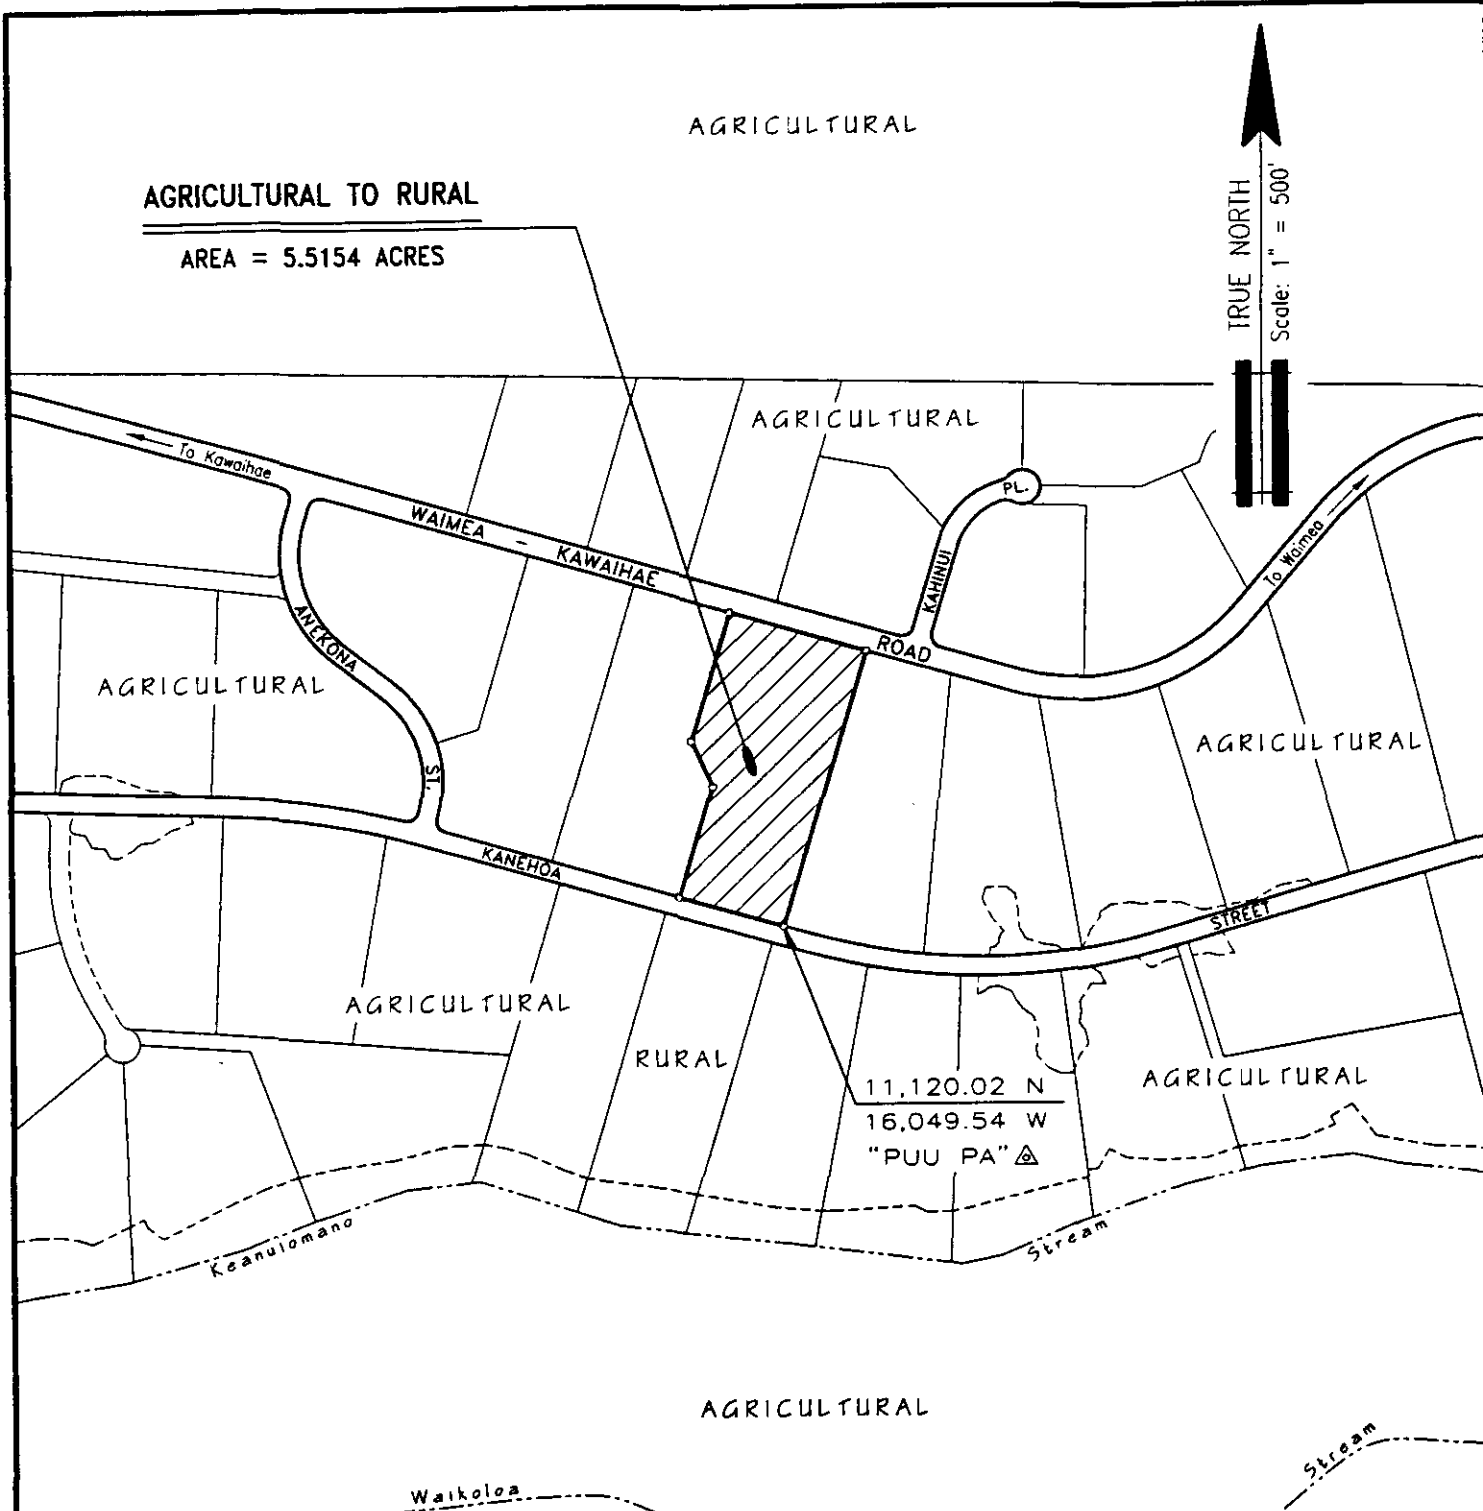 AGRICULTURAL
AGRICULTURAL TO RURAL
AREA = 5.5154 ACRES
TRUE NORTH
Scale: 1" = 500'
AGRICULTURAL
To Kawaihae
WAIMEA - KAWAIHAE ROAD
KAHINUI PL.
To Waimea
ANEKONA ST.
AGRICULTURAL
AGRICULTURAL
KANEHOA STREET
AGRICULTURAL
RURAL
AGRICULTURAL
11,120.02 N
16,049.54 W
"PUU PA"
Keanuiomano Stream
AGRICULTURAL
Waikoloa Stream